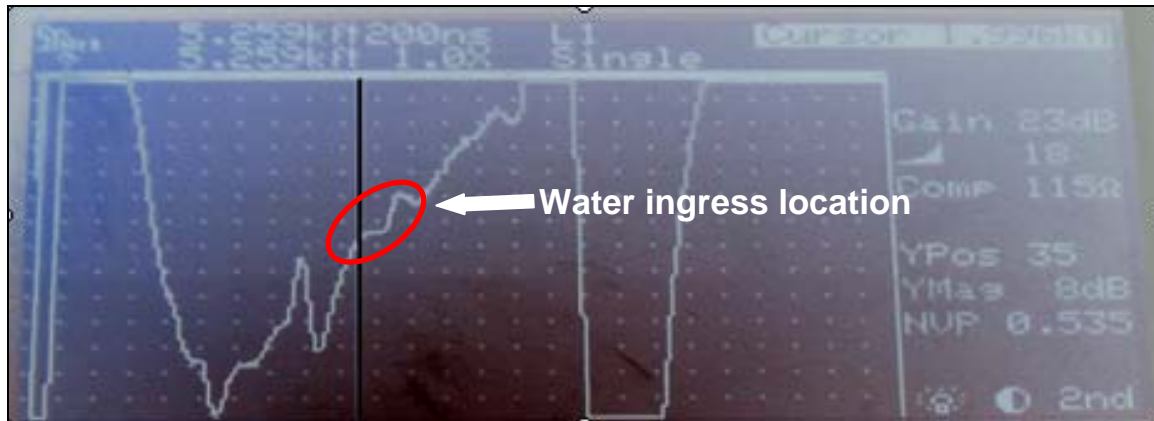 5.259kft 200ns L1 Cursor
5.259kft 1.0X Single
Gain 23dB
18
Comp 115Ω
Water ingress location
YPos 35
YMag 8dB
NVP 0.535
2nd